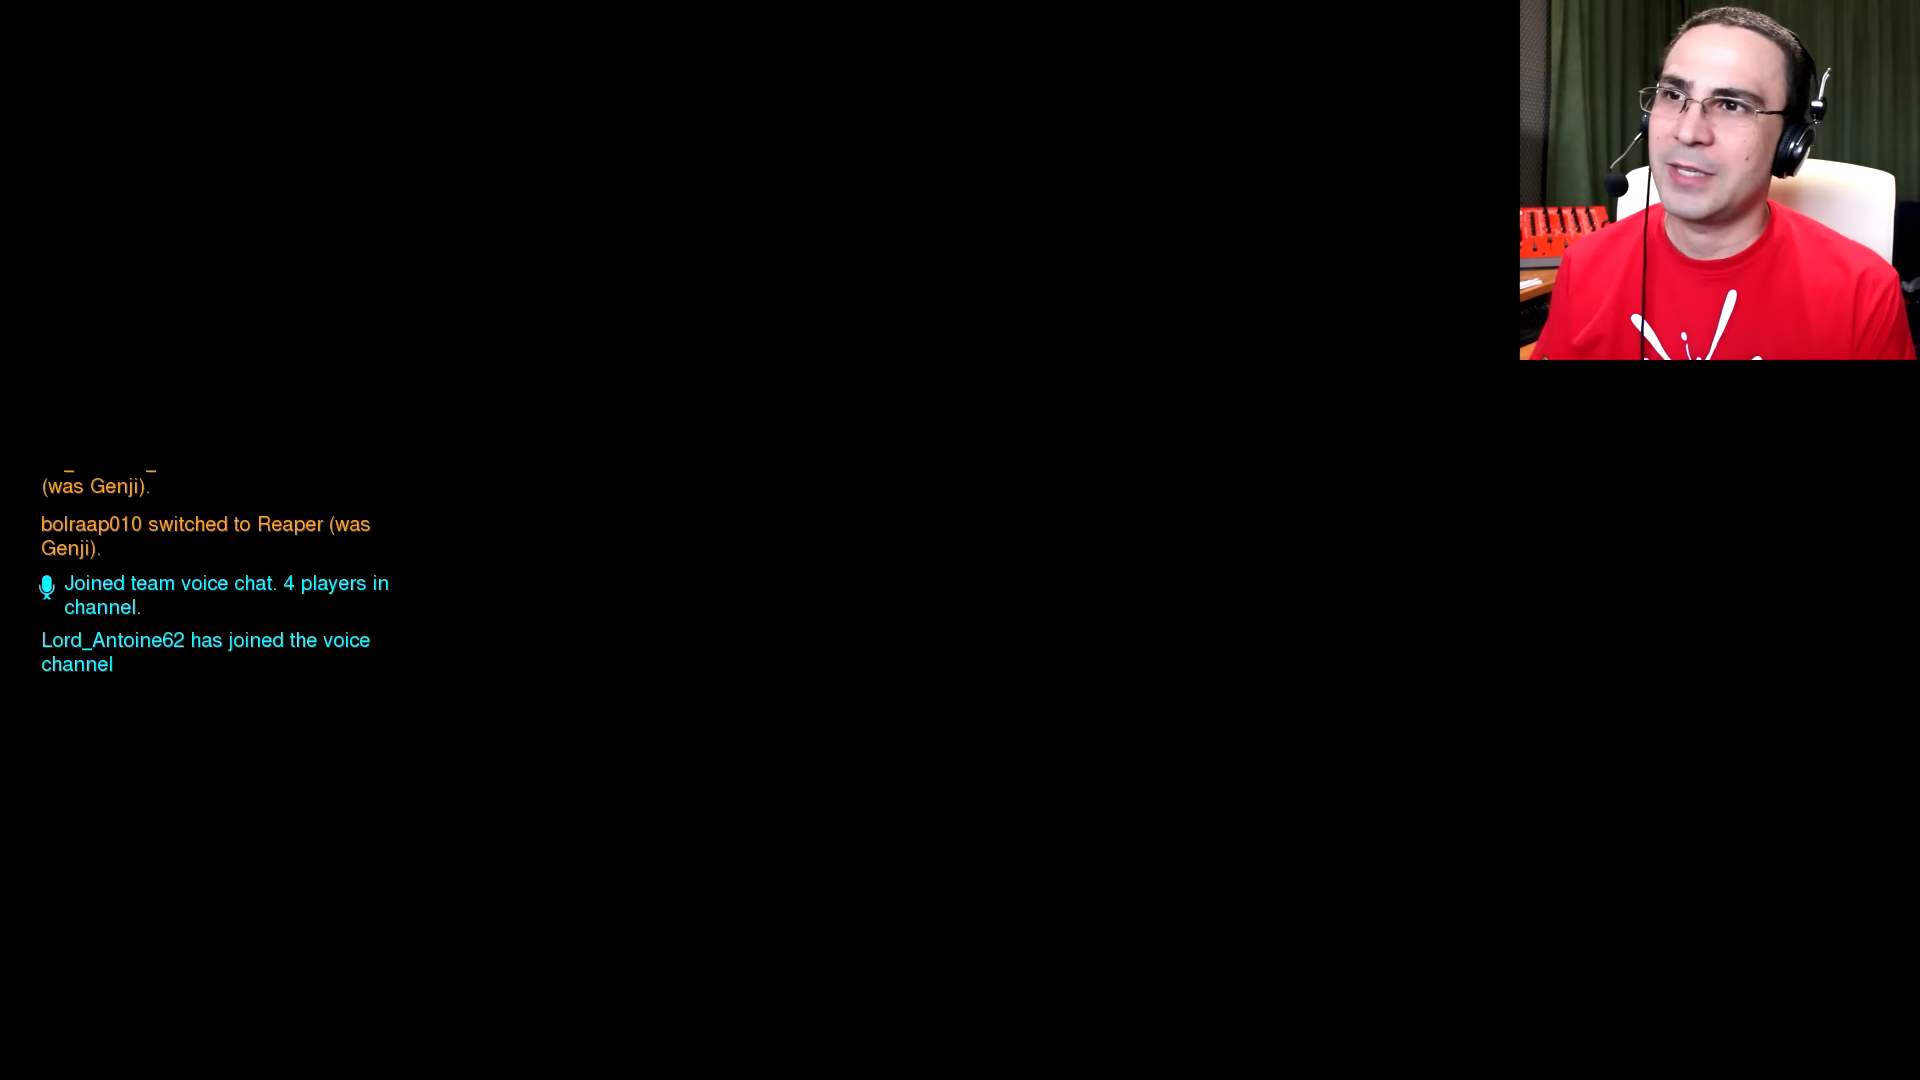 (was Genji).
bolraap010 switched to Reaper (was
Genji).
Joined team voice chat. 4 players in
channel.
Lord_Antoine62 has joined the voice
channel